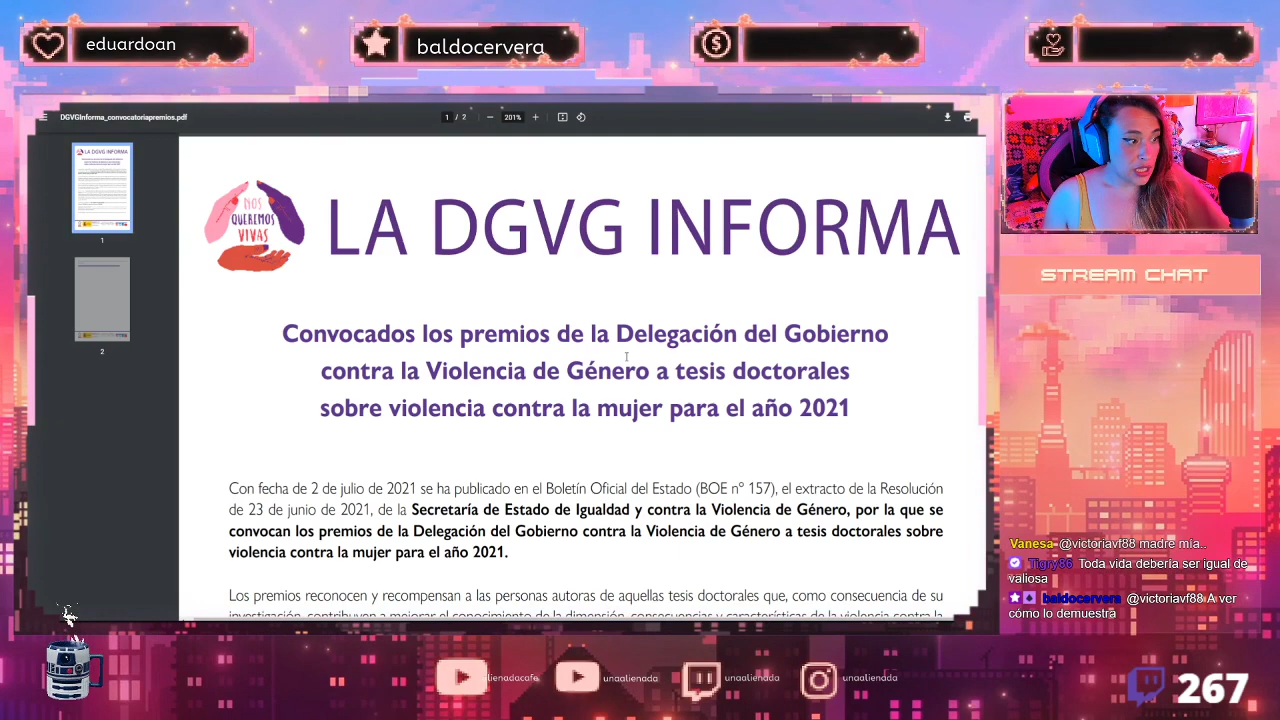 eduardoan
baldocervera
DGVGInforma_convocatoriapremios.pdf
1 / 2
201%
1
2
NOS
QUEREMOS
VIVAS
LA DGVG INFORMA
Convocados los premios de la Delegación del Gobierno
contra la Violencia de Género a tesis doctorales
sobre violencia contra la mujer para el año 2021
Con fecha de 2 de julio de 2021 se ha publicado en el Boletín Oficial del Estado (BOE nº 157), el extracto de la Resolución
de 23 de junio de 2021, de la Secretaría de Estado de Igualdad y contra la Violencia de Género, por la que se
convocan los premios de la Delegación del Gobierno contra la Violencia de Género a tesis doctorales sobre
violencia contra la mujer para el año 2021.
Los premios reconocen y recompensan a las personas autoras de aquellas tesis doctorales que, como consecuencia de su
STREAM CHAT
Vanesa @victoriavf88 madre mía..
Tigry86 Toda vida debería ser igual de
valiosa
baldocervera @victoriavf88 A ver
cómo lo demuestra
alienadacafe
unaalienada
unaalienada
unaalienada
267